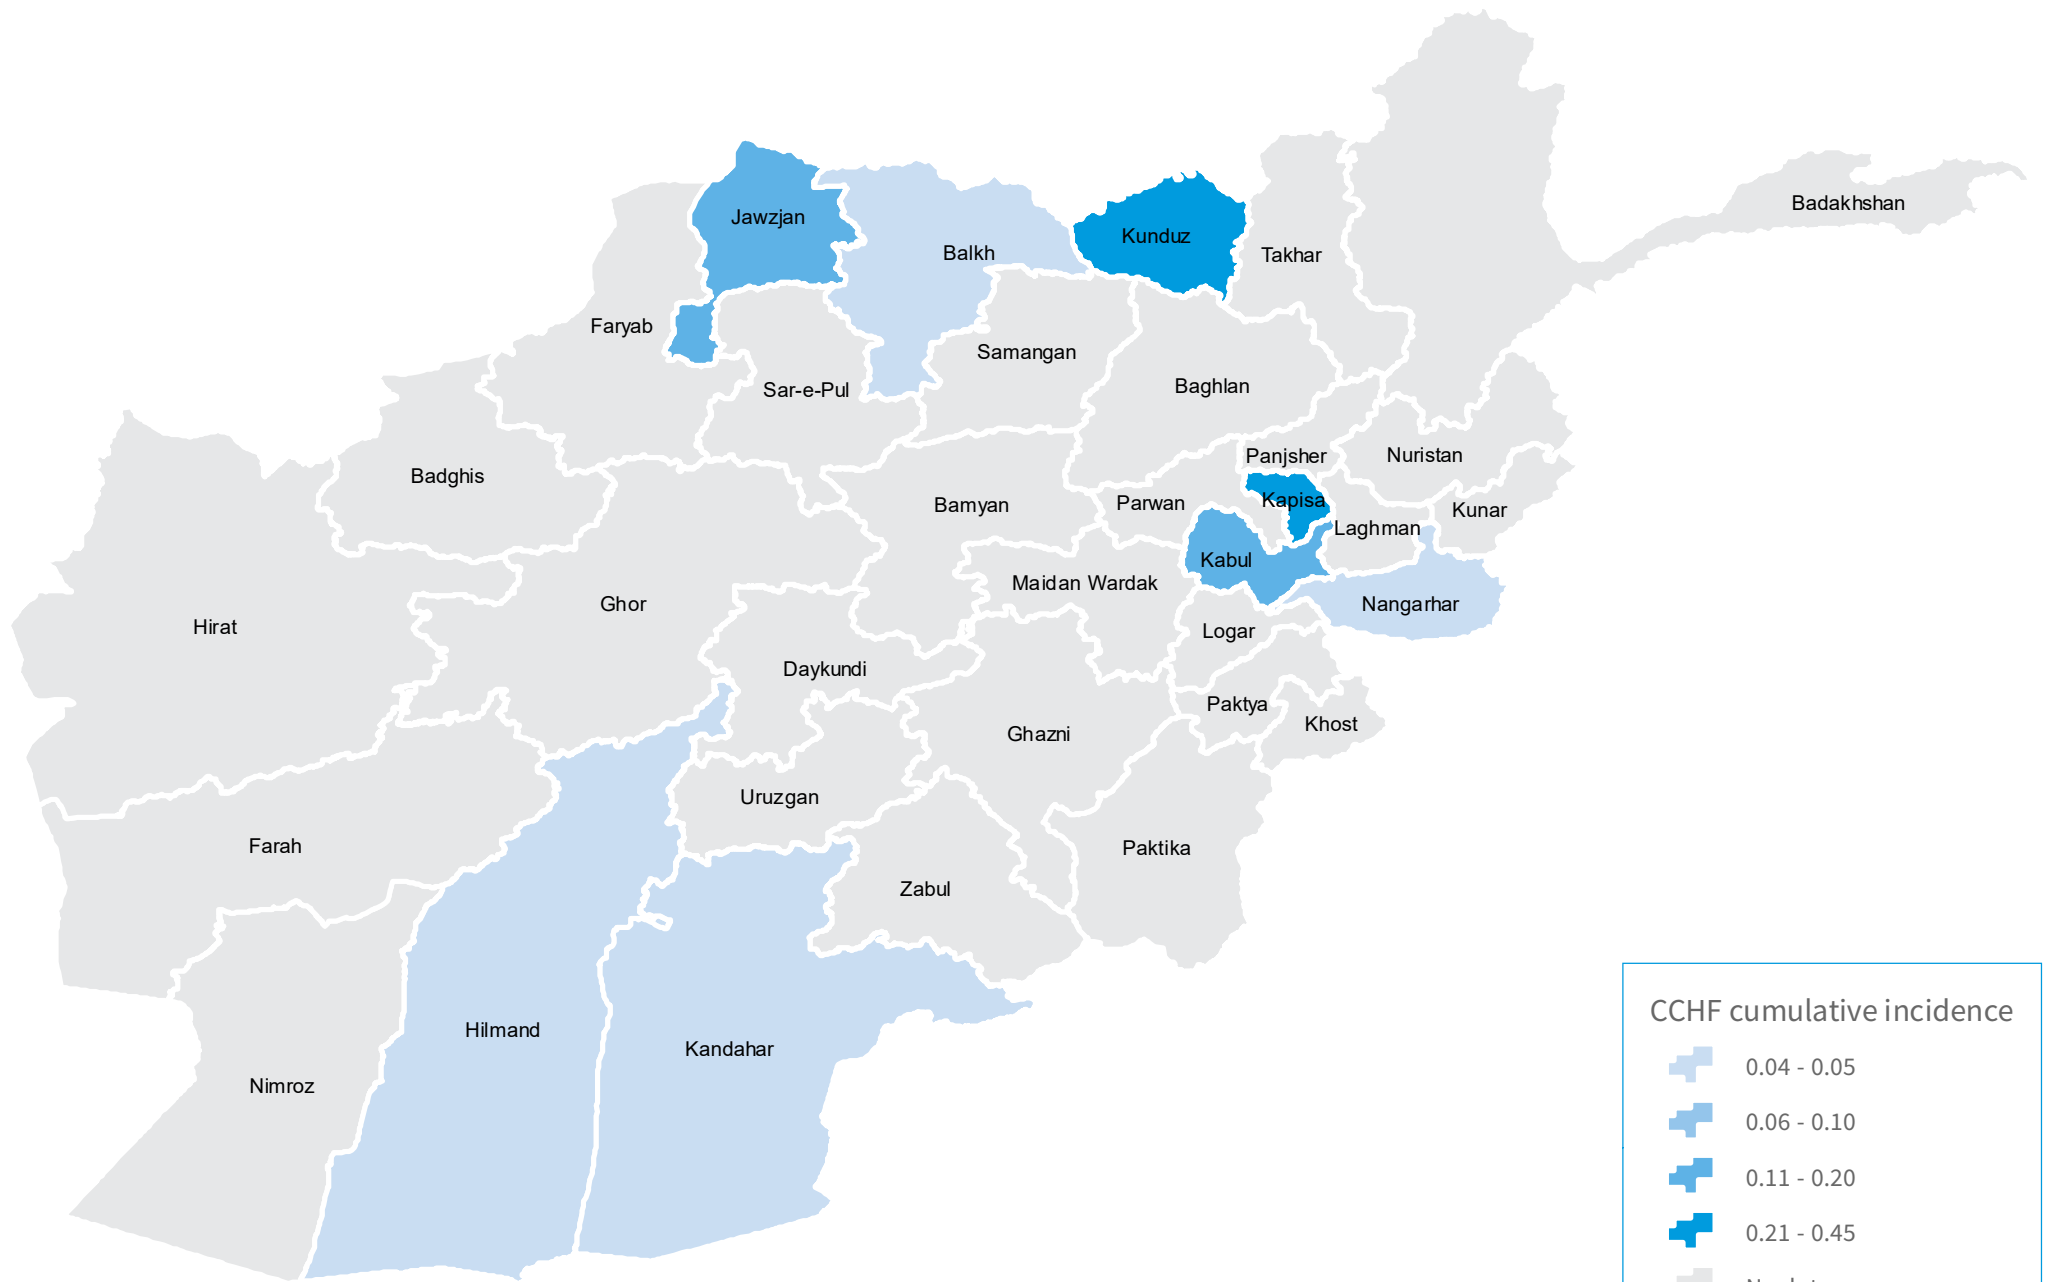 Badakhshan
Jawzjan
Kunduz
Balkh
Takhar
Faryab
Samangan
Baghlan
Sar-e-Pul
Panjsher
Nuristan
Badghis
Kapisa
Parwan
Bamyan
Kunar
Laghman
Kabul
Maidan Wardak
Nangarhar
Ghor
Hirat
Logar
Daykundi
Paktya
Khost
Ghazni
Uruzgan
Farah
Paktika
Zabul
Hilmand
Kandahar
Nimroz
CCHF cumulative incidence
0.04 - 0.05
0.06 - 0.10
0.11 - 0.20
0.21 - 0.45